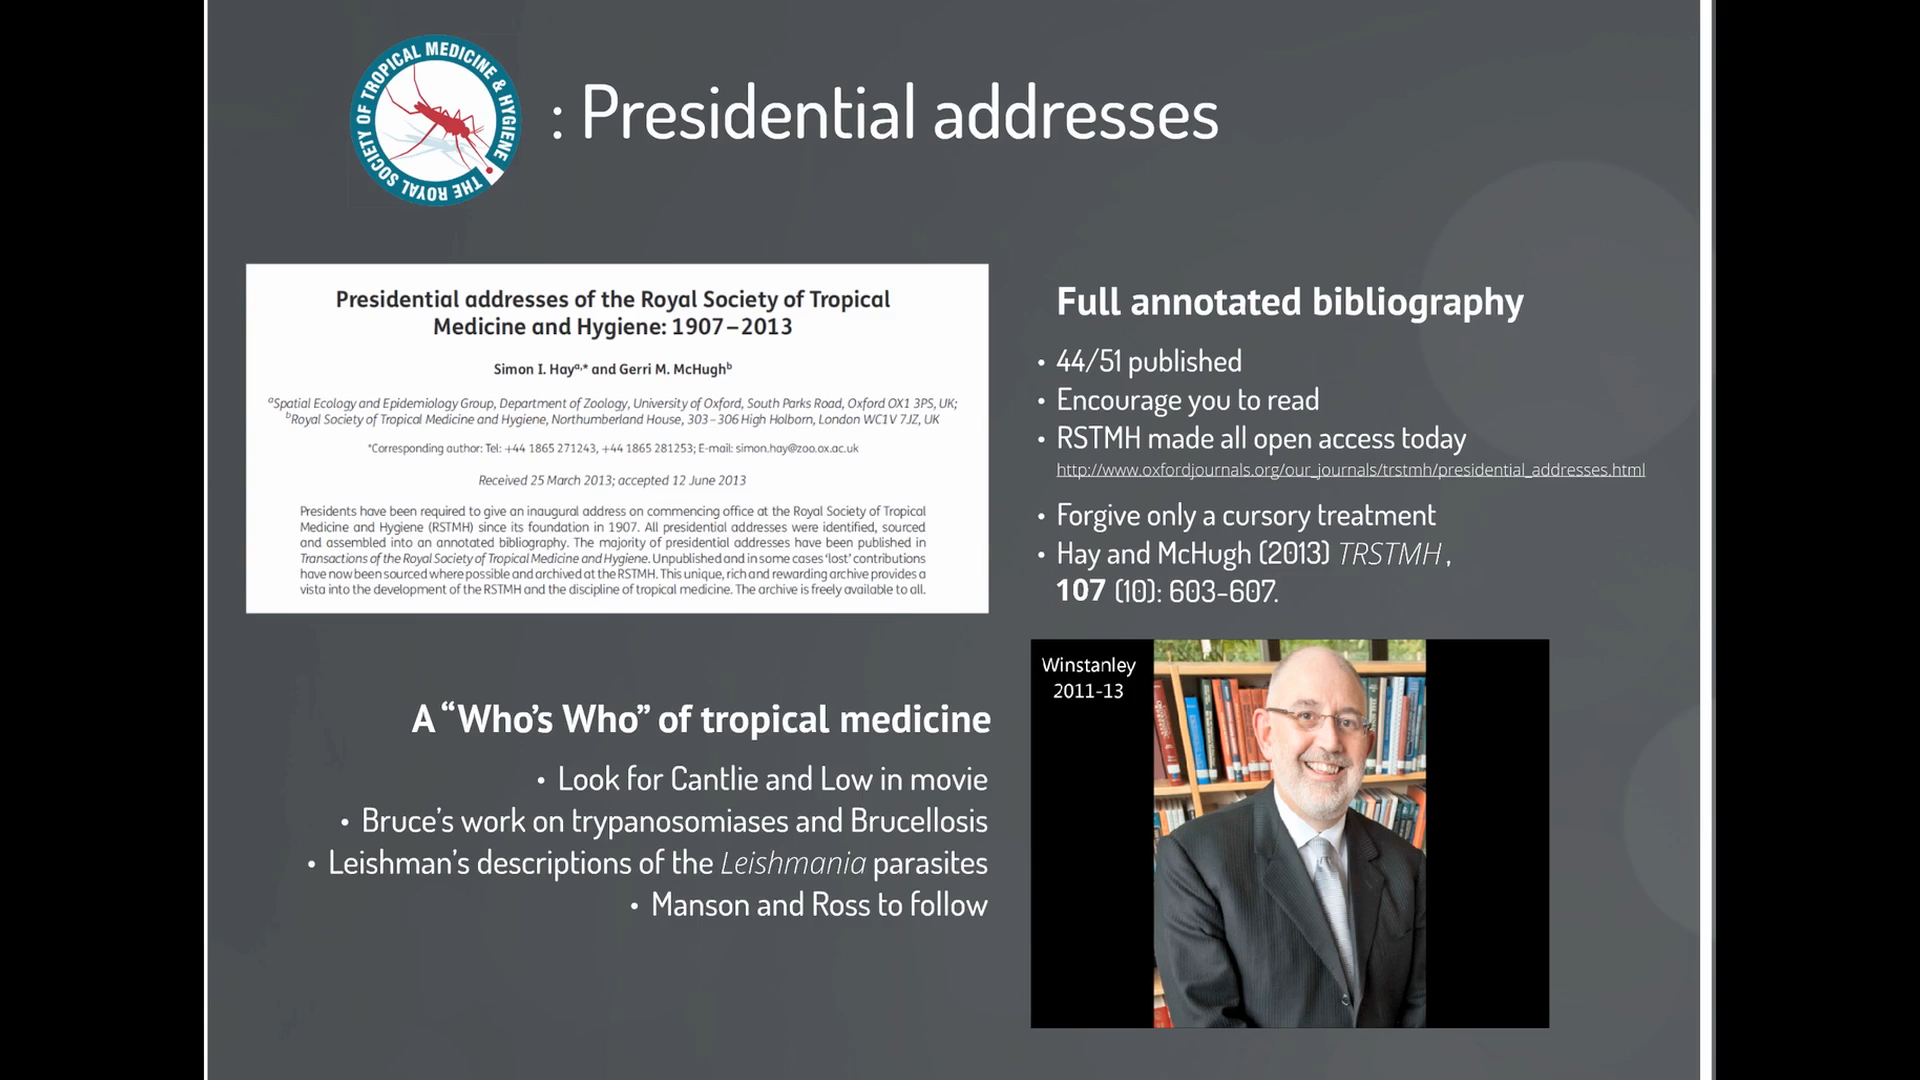 THE ROYAL SOCIETY OF TROPICAL MEDICINE & HYGIENE
: Presidential addresses
Presidential addresses of the Royal Society of Tropical
Medicine and Hygiene: 1907–2013
Simon I. Hayᵃ,* and Gerri M. McHughᵇ
ᵃSpatial Ecology and Epidemiology Group, Department of Zoology, University of Oxford, South Parks Road, Oxford OX1 3PS, UK;
ᵇRoyal Society of Tropical Medicine and Hygiene, Northumberland House, 303–306 High Holborn, London WC1V 7JZ, UK
*Corresponding author: Tel: +44 1865 271243, +44 1865 281253; E-mail: simon.hay@zoo.ox.ac.uk
Received 25 March 2013; accepted 12 June 2013
Presidents have been required to give an inaugural address on commencing office at the Royal Society of Tropical
Medicine and Hygiene (RSTMH) since its foundation in 1907. All presidential addresses were identified, sourced
and assembled into an annotated bibliography. The majority of presidential addresses have been published in
Transactions of the Royal Society of Tropical Medicine and Hygiene. Unpublished and in some cases 'lost' contributions
have now been sourced where possible and archived at the RSTMH. This unique, rich and rewarding archive provides a
vista into the development of the RSTMH and the discipline of tropical medicine. The archive is freely available to all.
Full annotated bibliography
• 44/51 published
• Encourage you to read
• RSTMH made all open access today
http://www.oxfordjournals.org/our_journals/trstmh/presidential_addresses.html
• Forgive only a cursory treatment
• Hay and McHugh (2013) TRSTMH ,
107 (10): 603-607.
A “Who’s Who” of tropical medicine
• Look for Cantlie and Low in movie
• Bruce’s work on trypanosomiases and Brucellosis
• Leishman’s descriptions of the Leishmania parasites
• Manson and Ross to follow
Winstanley
2011-13